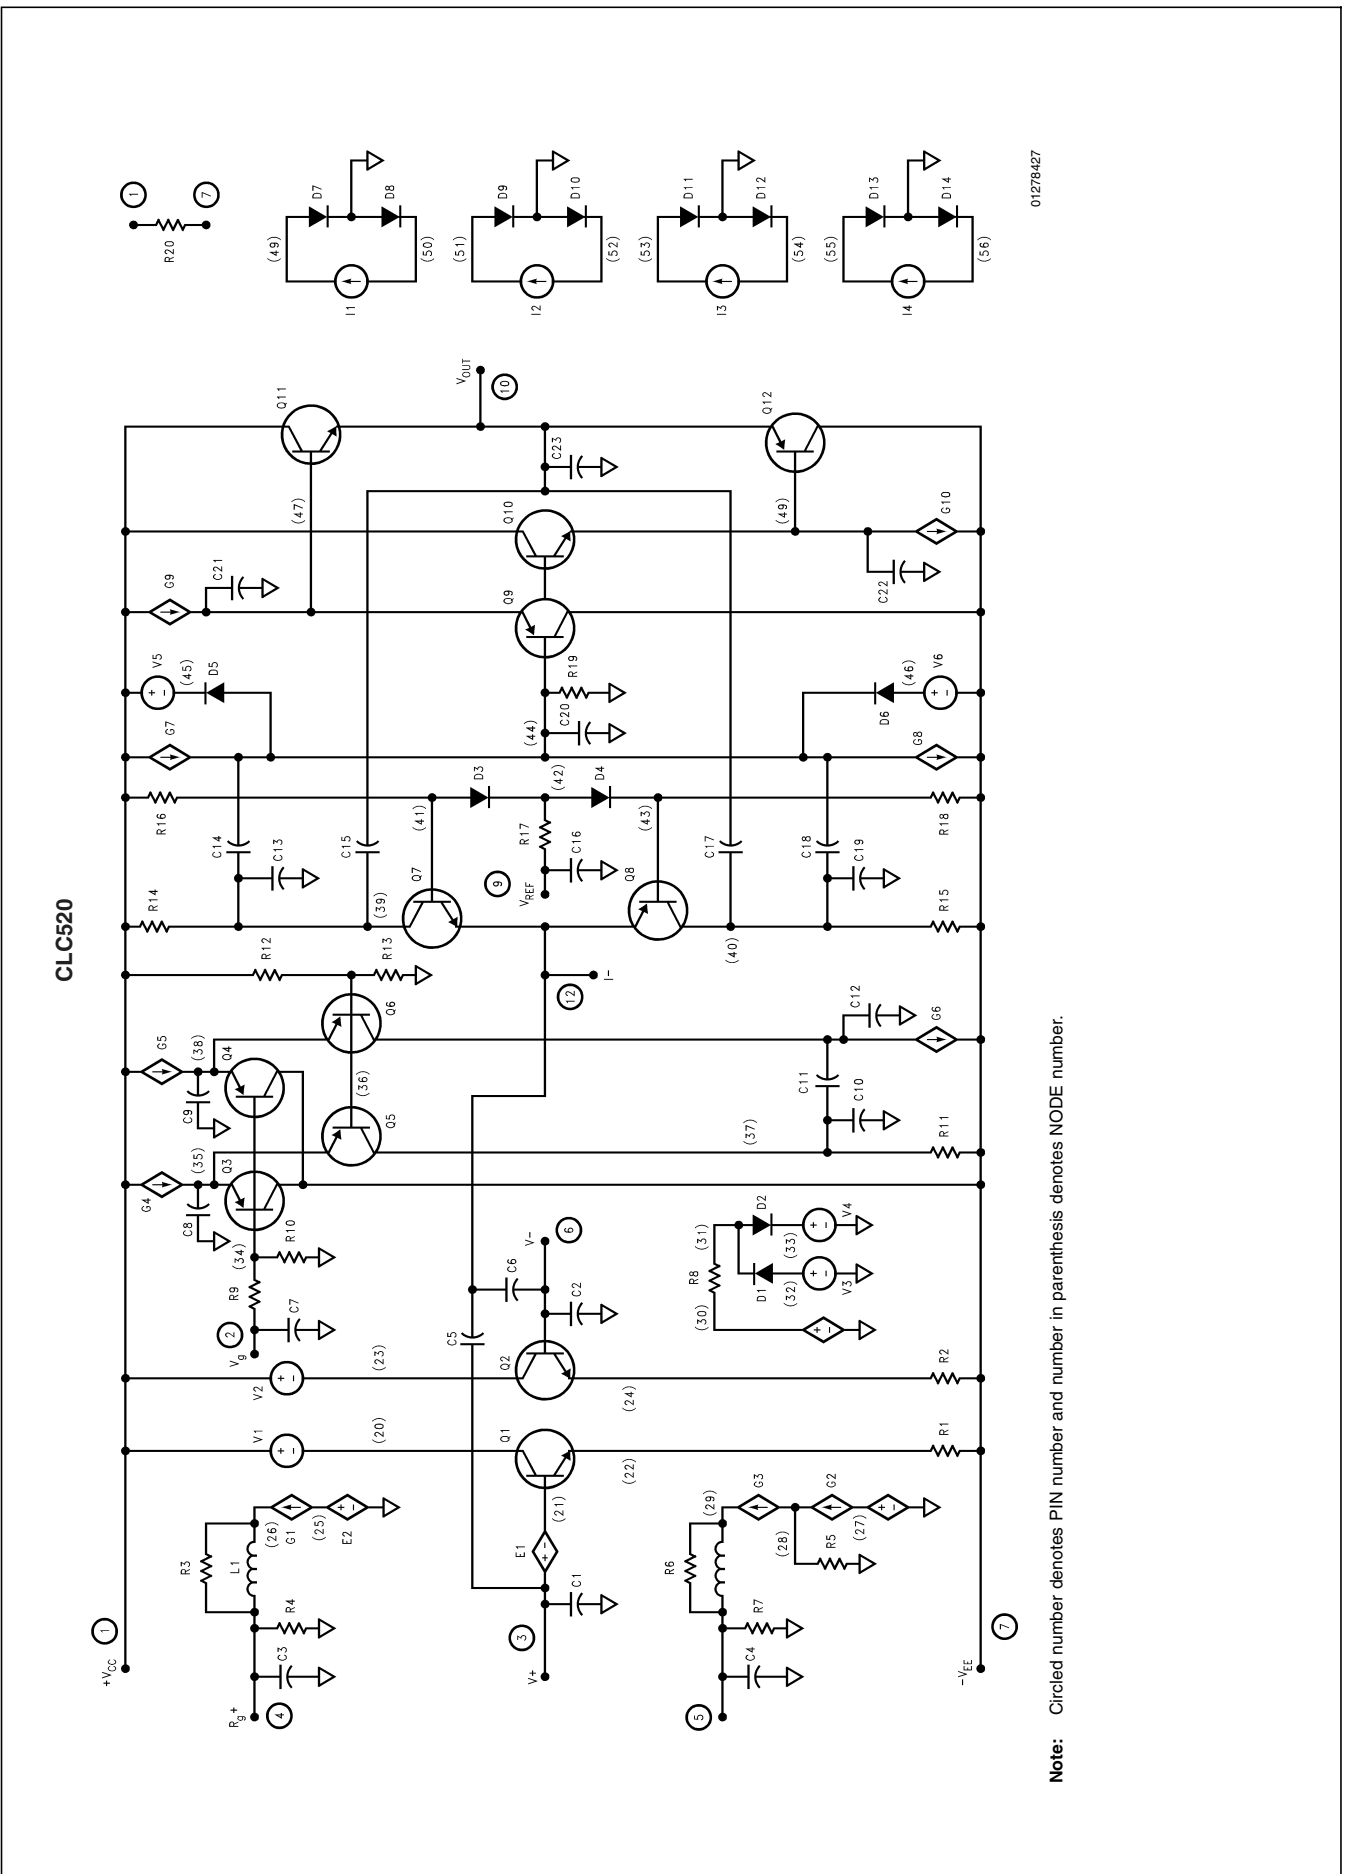 CLC520
+VCC
1
Rg+
4
C3
R4
R3
L1
(26)
G1
(25)
E2
V+
3
C1
E1
(21)
Q1
V1
(20)
(22)
R1
5
C4
R7
R6
(29)
G3
(28)
G2
(27)
R5
-VEE
7
V2
(23)
Q2
(24)
R2
C5
C6
C2
V-
6
Vg
2
C7
R9
(34)
R10
R8
(30)
(31)
D1
D2
(32)
(33)
V3
V4
G4
(35)
C8
Q3
G5
(38)
C9
Q4
Q5
(36)
Q6
(37)
R11
C10
C11
C12
G6
R12
R13
12
I-
R14
C13
C14
C15
(39)
Q7
(41)
R16
9
VREF
C16
R17
(42)
D3
D4
Q8
(43)
(40)
C17
C18
C19
R15
R18
G7
V5
(45)
D5
(44)
C20
R19
D6
(46)
V6
G8
G9
C21
(47)
Q9
Q10
C22
G10
(49)
C23
Q11
Q12
VOUT
10
1
R20
7
I1
(49)
D7
D8
(50)
I2
(51)
D9
D10
(52)
I3
(53)
D11
D12
(54)
I4
(55)
D13
D14
(56)
01278427
Note: Circled number denotes PIN number and number in parenthesis denotes NODE number.